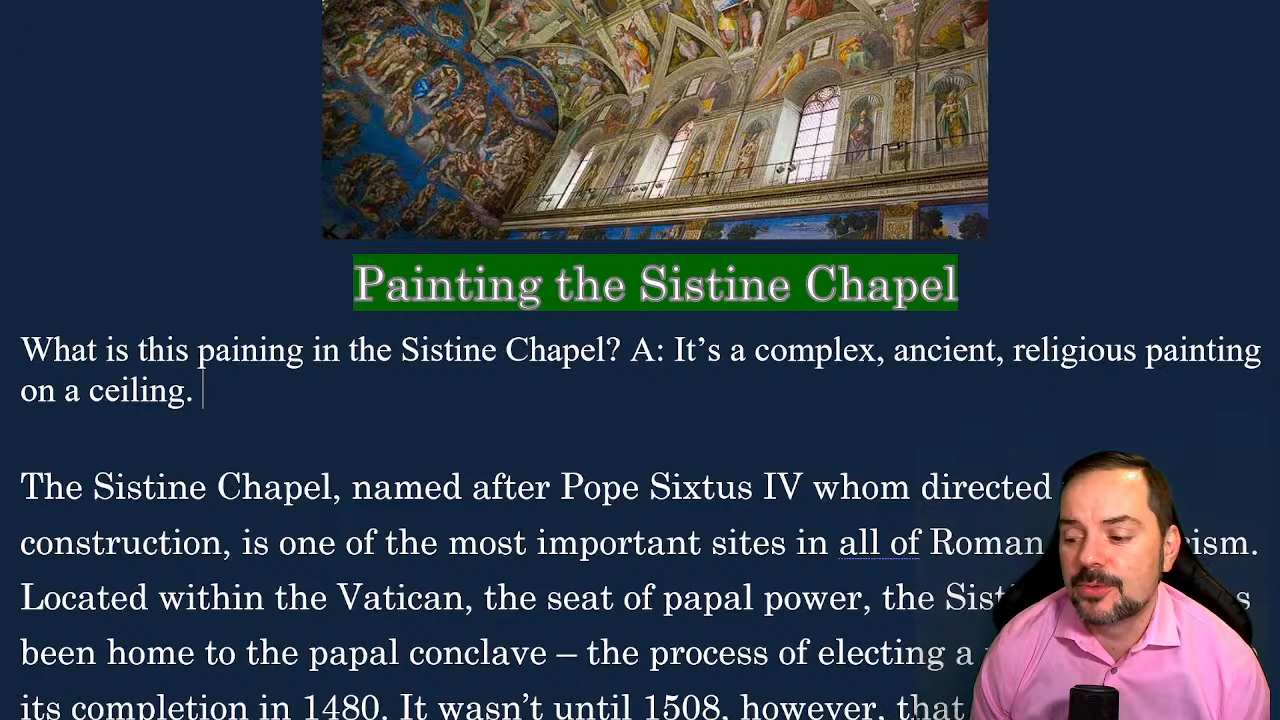 Painting the Sistine Chapel
What is this paining in the Sistine Chapel? A: It’s a complex, ancient, religious painting
on a ceiling.
The Sistine Chapel, named after Pope Sixtus IV whom directed
construction, is one of the most important sites in all of Roman ism.
Located within the Vatican, the seat of papal power, the Sist s
been home to the papal conclave – the process of electing a
its completion in 1480. It wasn’t until 1508, however, that